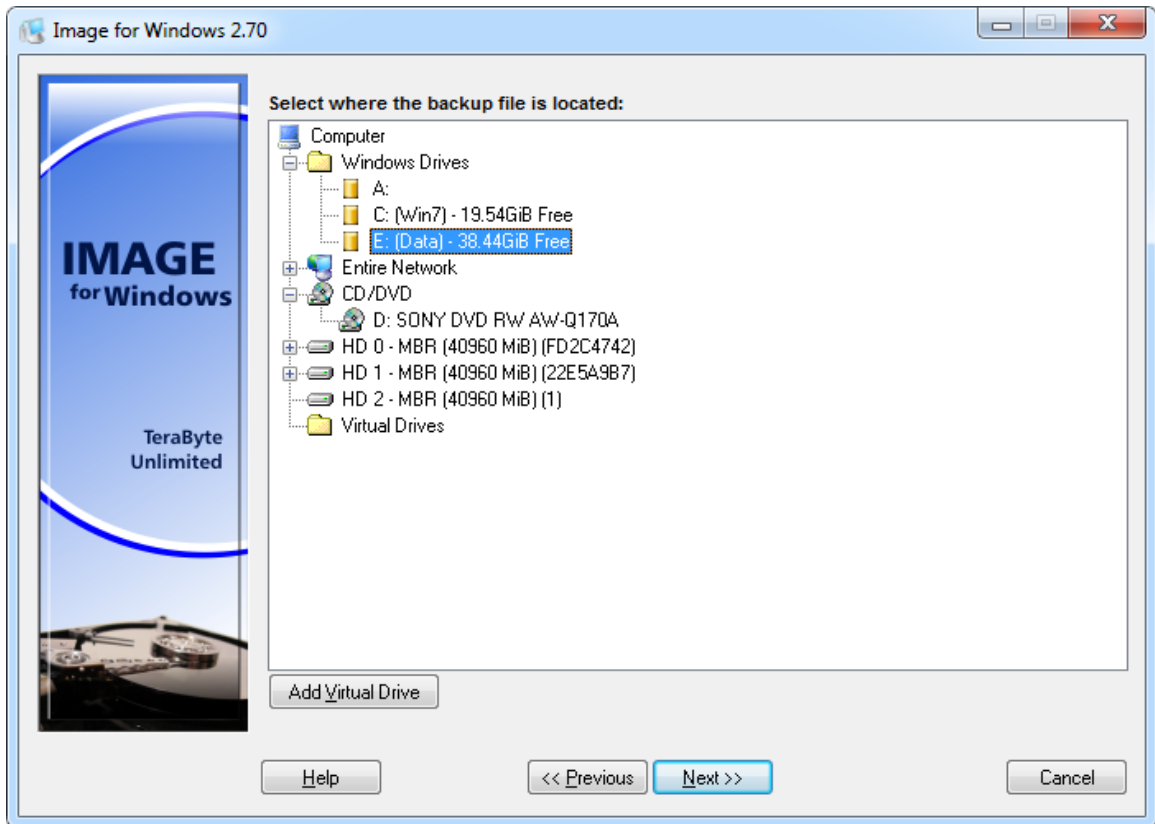 Image for Windows 2.70
Select where the backup file is located:
Computer
Windows Drives
A:
C: (Win7) - 19.54GiB Free
E: (Data) - 38.44GiB Free
Entire Network
CD/DVD
D: SONY DVD RW AW-Q170A
HD 0 - MBR (40960 MiB) (FD2C4742)
HD 1 - MBR (40960 MiB) (22E5A9B7)
HD 2 - MBR (40960 MiB) (1)
Virtual Drives
IMAGE
for Windows
TeraByte
Unlimited
Add Virtual Drive
Help
<< Previous
Next >>
Cancel